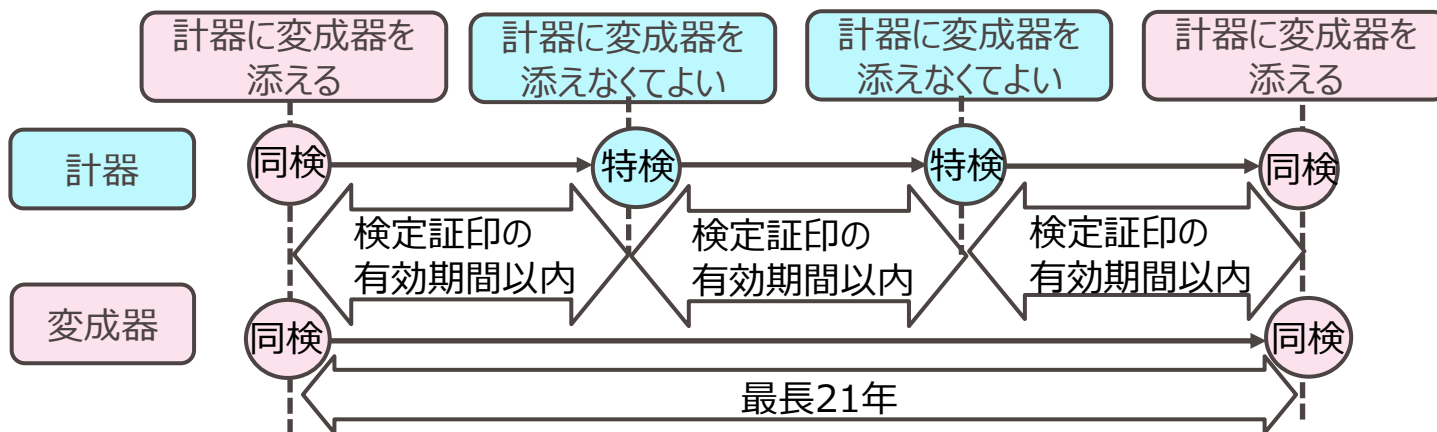 計器に変成器を
添える
計器に変成器を
添えなくてよい
計器に変成器を
添えなくてよい
計器に変成器を
添える
計器
同検
特検
特検
同検
検定証印の
有効期間以内
検定証印の
有効期間以内
検定証印の
有効期間以内
変成器
同検
同検
最長21年